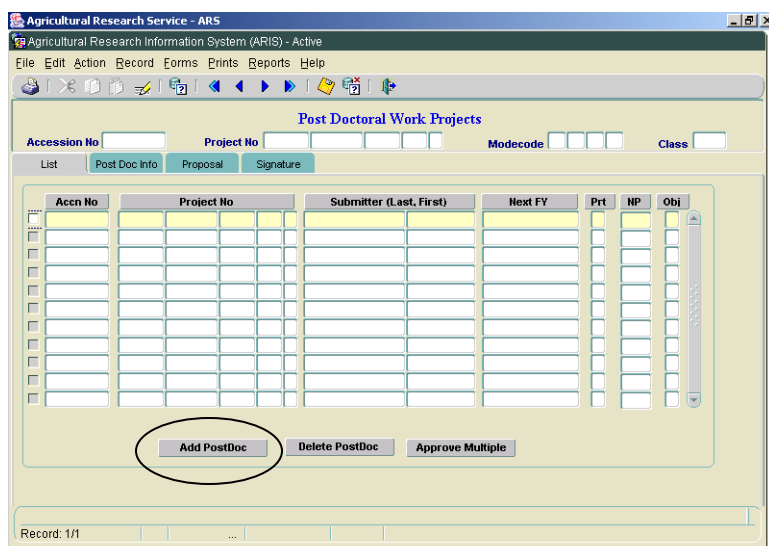 Agricultural Research Service - ARS
Agricultural Research Information System (ARIS) - Active
File Edit Action Record Forms Prints Reports Help
Post Doctoral Work Projects
Accession No Project No Modecode Class
List Post Doc Info Proposal Signature
Accn No Project No Submitter (Last, First) Next FY Prt NP Obj
Add PostDoc Delete PostDoc Approve Multiple
Record: 1/1 ...